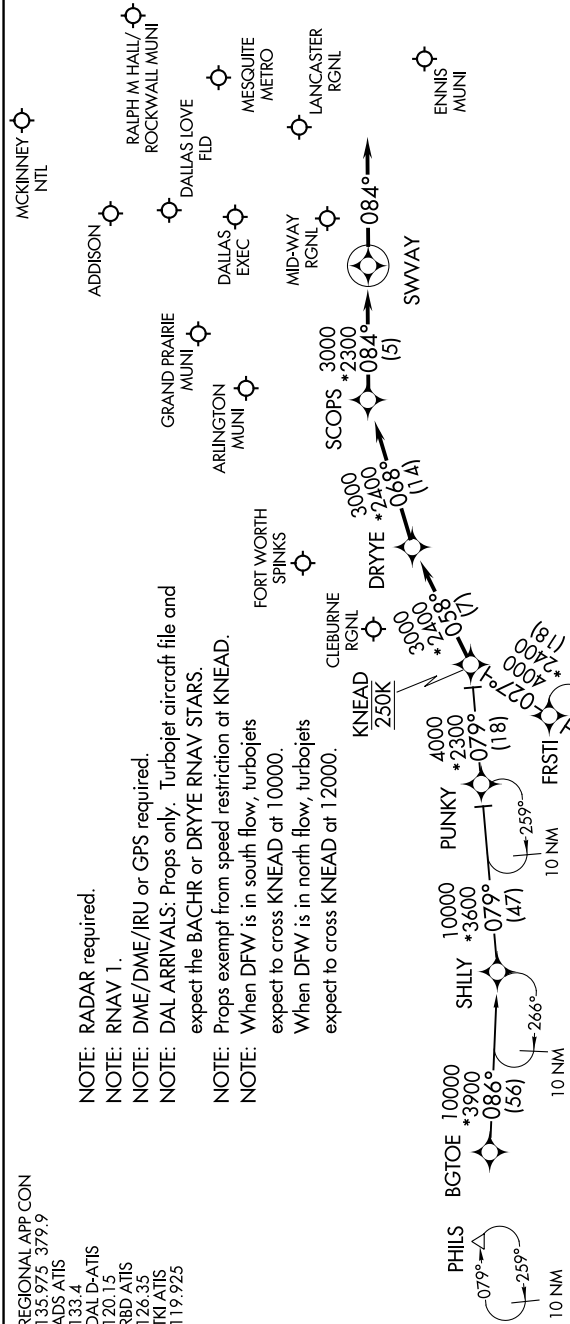 REGIONAL APP CON
135.975 379.9
ADS ATIS
133.4
DAL D-ATIS
120.15
RBD ATIS
126.35
TKI ATIS
119.925
NOTE: RADAR required.
NOTE: RNAV 1.
NOTE: DME/DME/IRU or GPS required.
NOTE: DAL ARRIVALS: Props only. Turbojet aircraft file and
expect the BACHR or DRYYE RNAV STARS.
NOTE: Props exempt from speed restriction at KNEAD.
NOTE: When DFW is in south flow, turbojets
expect to cross KNEAD at 10000.
When DFW is in north flow, turbojets
expect to cross KNEAD at 12000.
MCKINNEY
NTL
RALPH M HALL/
ROCKWALL MUNI
ADDISON
DALLAS LOVE
FLD
MESQUITE
METRO
DALLAS
EXEC
LANCASTER
RGNL
GRAND PRAIRIE
MUNI
ARLINGTON
MUNI
MID-WAY
RGNL
ENNIS
MUNI
FORT WORTH
SPINKS
CLEBURNE
RGNL
PHILS
079°
259°
10 NM
BGTOE
10000
*3900
086°
(56)
266°
10 NM
SHLLY
10000
*3600
079°
(47)
259°
10 NM
PUNKY
4000
*2300
079°
(18)
KNEAD
250K
FRSTI
027°
4000
*2400
(18)
3000
*2400
058°
(7)
DRYYE
3000
*2400
068°
(14)
SCOPS
3000
*2300
084°
(5)
SWVAY
084°